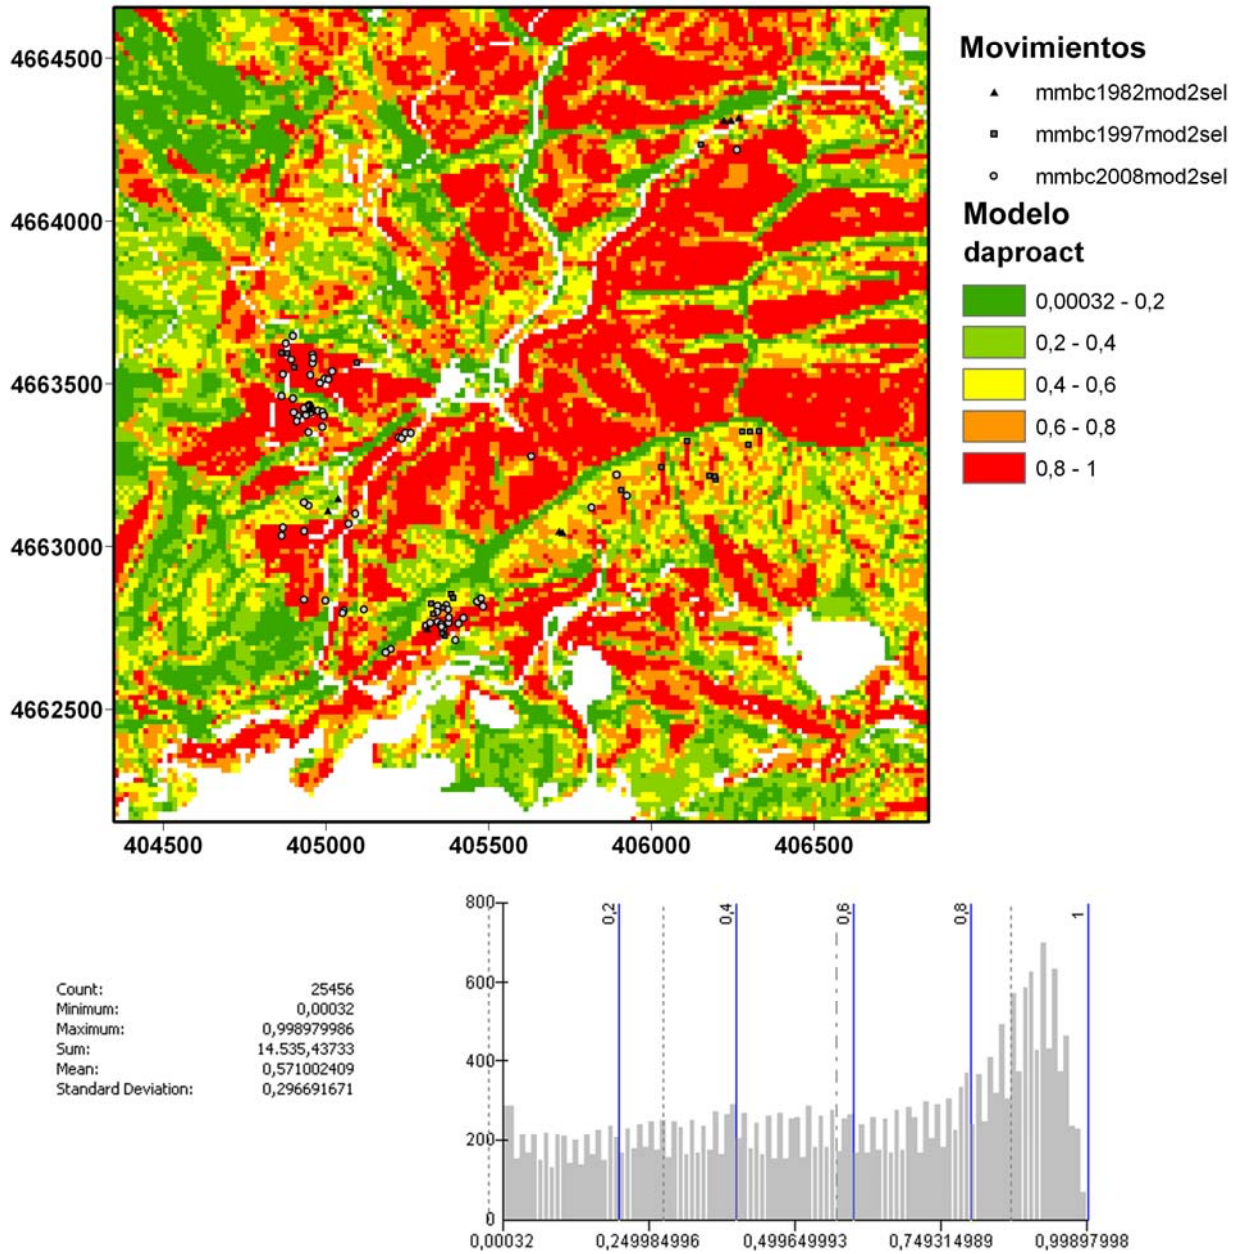 4664500
4664000
4663500
4663000
4662500
404500 405000 405500 406000 406500
Movimientos
mmbc1982mod2sel
mmbc1997mod2sel
mmbc2008mod2sel
Modelo
daproact
0,00032 - 0,2
0,2 - 0,4
0,4 - 0,6
0,6 - 0,8
0,8 - 1
Count: 25456
Minimum: 0,00032
Maximum: 0,998979986
Sum: 14.535,43733
Mean: 0,571002409
Standard Deviation: 0,296691671
800
600
400
200
0
0,2 0,4 0,6 0,8 1
0,00032 0,249984996 0,499649993 0,749314989 0,998979998